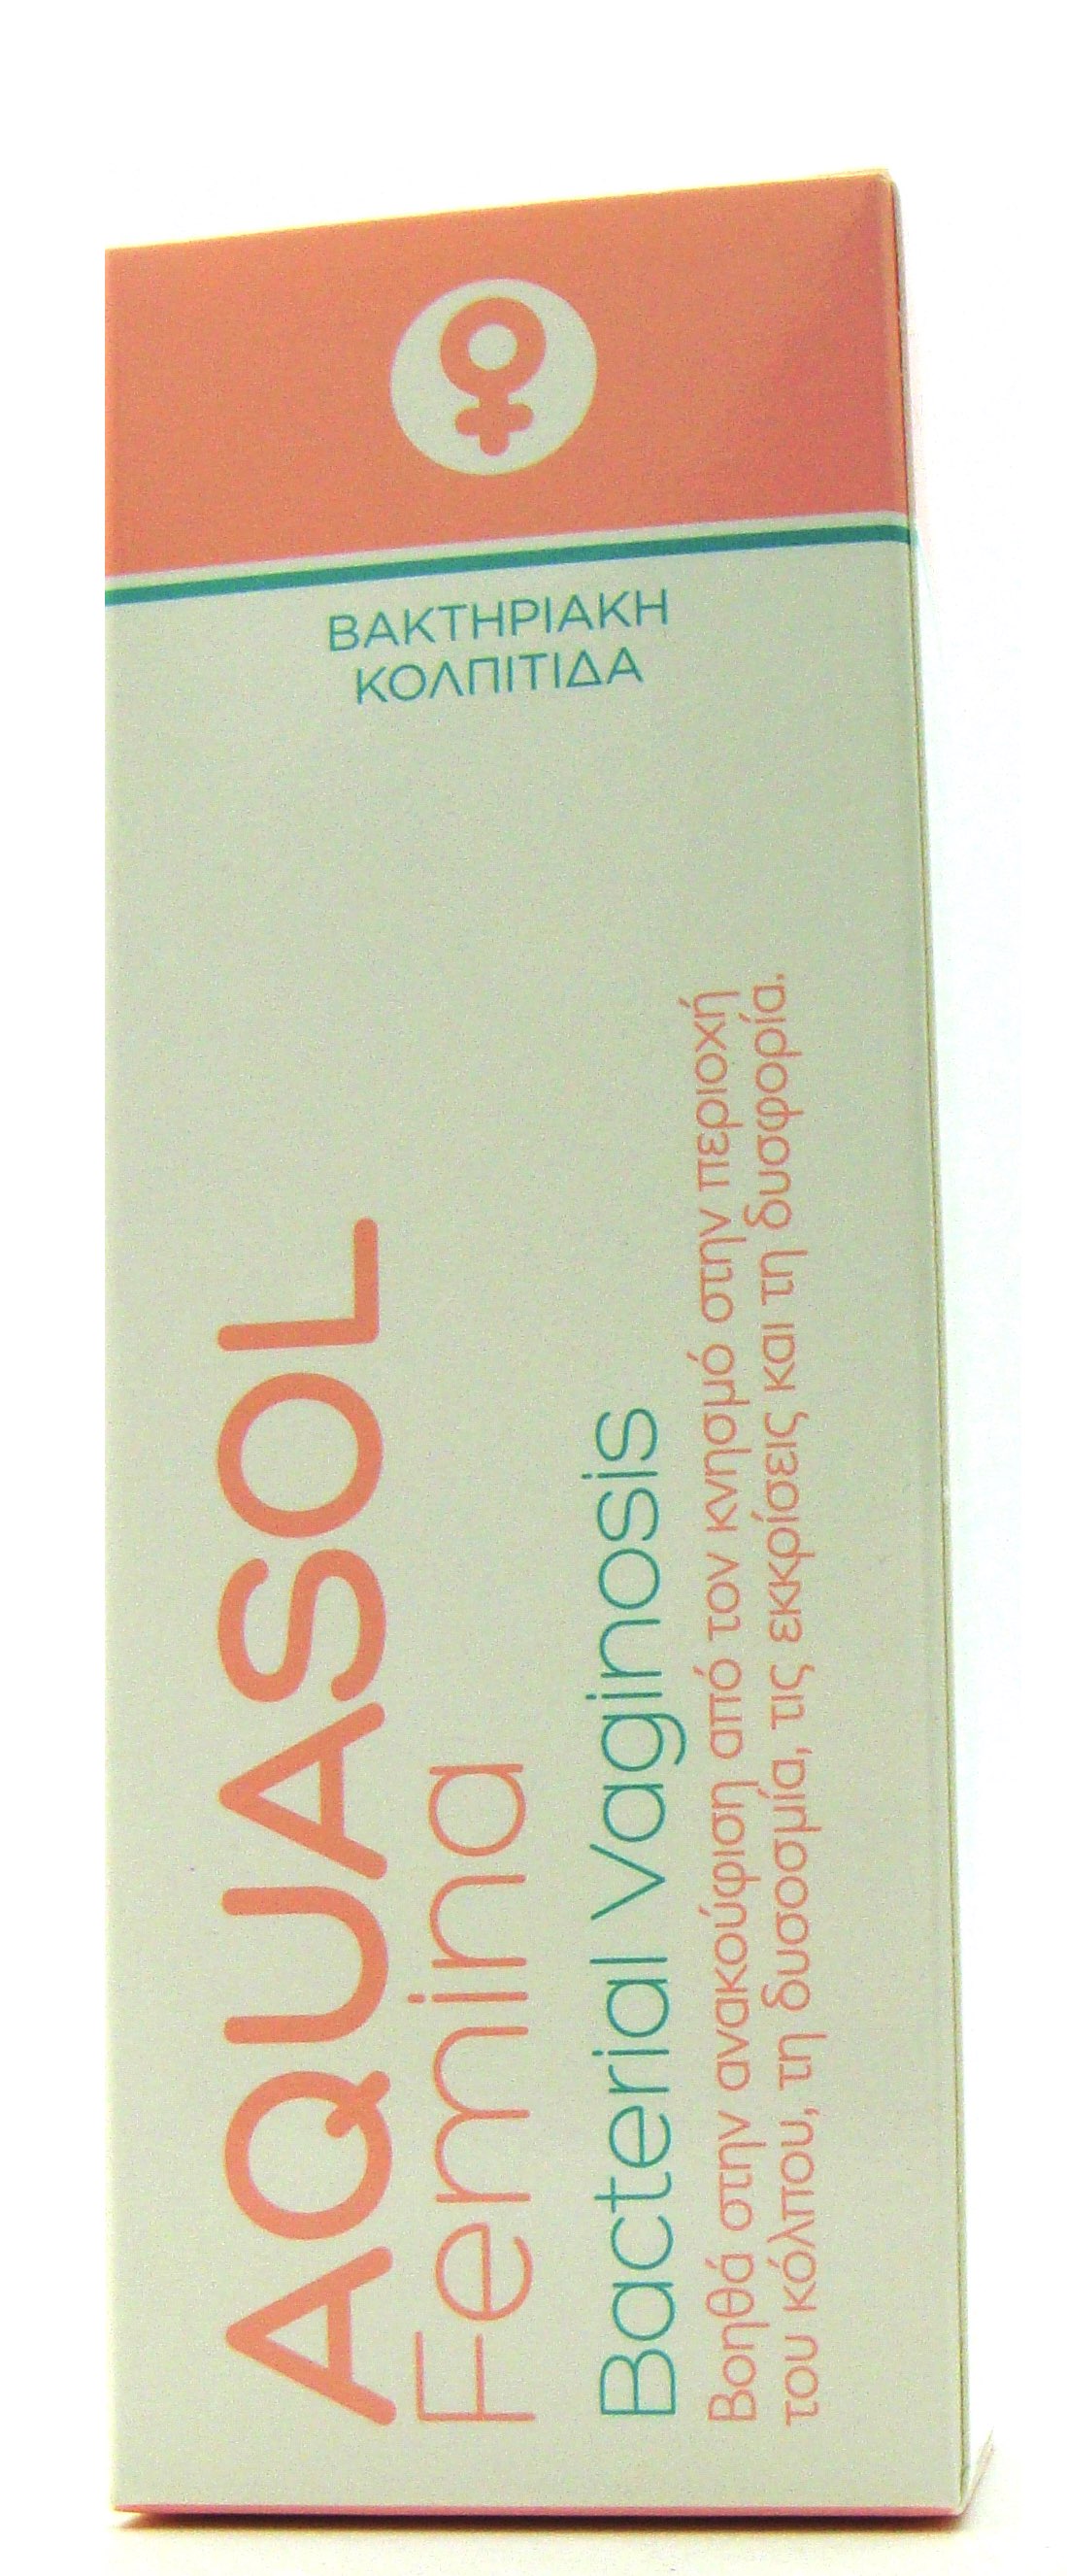 ΒΑΚΤΗΡΙΑΚΗ
ΚΟΛΠΙΤΙΔΑ
AQUASOL
Femina
Bacterial Vaginosis
Βοηθά στην ανακούφιση από τον κνησμό στην περιοχή
του κόλπου, τη δυσοσμία, τις εκκρίσεις και τη δυσφορία.